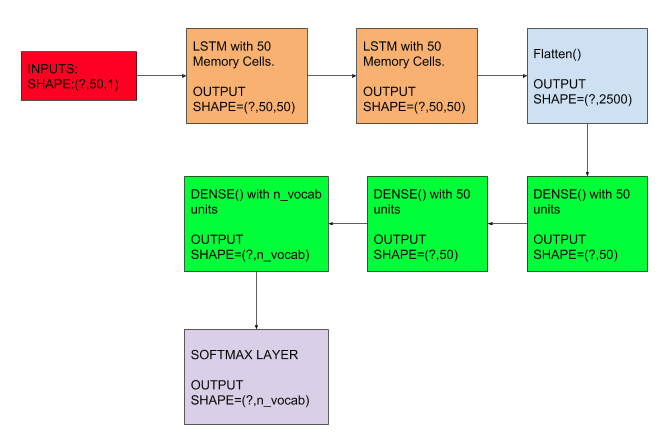 INPUTS:
SHAPE:(?,50,1)
LSTM with 50
Memory Cells.
OUTPUT
SHAPE=(?,50,50)
LSTM with 50
Memory Cells.
OUTPUT
SHAPE=(?,50,50)
Flatten()
OUTPUT
SHAPE=(?,2500)
DENSE() with 50
units
OUTPUT
SHAPE=(?,50)
DENSE() with 50
units
OUTPUT
SHAPE=(?,50)
DENSE() with n_vocab
units
OUTPUT
SHAPE=(?,n_vocab)
SOFTMAX LAYER
OUTPUT
SHAPE=(?,n_vocab)